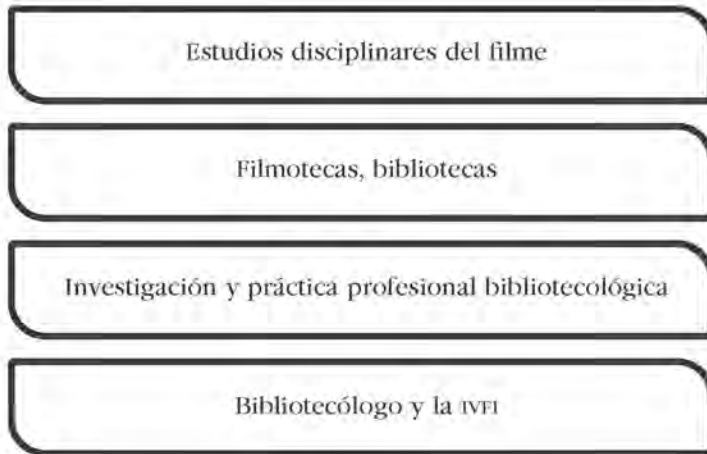 Estudios disciplinares del filme
Filmotecas, bibliotecas
Investigación y práctica profesional bibliotecológica
Bibliotecólogo y la IVFI